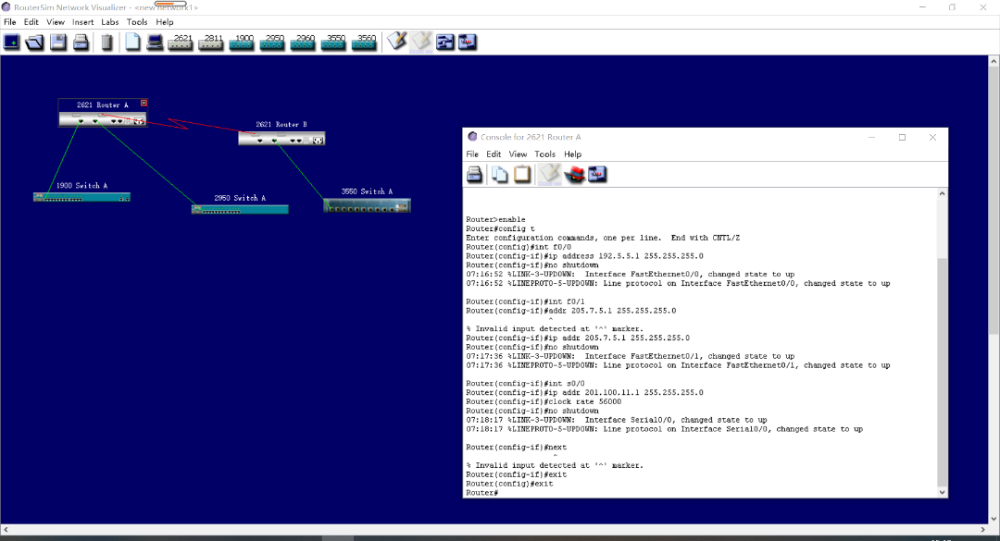 RouterSim Network Visualizer - <new network1>
File Edit View Insert Labs Tools Help
2621 2811 1900 2950 2960 3550 3560
2621 Router A
2621 Router B
1900 Switch A
2950 Switch A
3550 Switch A
Console for 2621 Router A
File Edit View Tools Help
Router>enable
Router#config t
Enter configuration commands, one per line.  End with CNTL/Z
Router(config)#int f0/0
Router(config-if)#ip address 192.5.5.1 255.255.255.0
Router(config-if)#no shutdown
07:16:52 %LINK-3-UPDOWN:  Interface FastEthernet0/0, changed state to up
07:16:52 %LINEPROTO-5-UPDOWN: Line protocol on Interface FastEthernet0/0, changed state to up
Router(config-if)#int f0/1
Router(config-if)#addr 205.7.5.1 255.255.255.0
^
% Invalid input detected at '^' marker.
Router(config-if)#ip addr 205.7.5.1 255.255.255.0
Router(config-if)#no shutdown
07:17:36 %LINK-3-UPDOWN:  Interface FastEthernet0/1, changed state to up
07:17:36 %LINEPROTO-5-UPDOWN: Line protocol on Interface FastEthernet0/1, changed state to up
Router(config-if)#int s0/0
Router(config-if)#ip addr 201.100.11.1 255.255.255.0
Router(config-if)#clock rate 56000
Router(config-if)#no shutdown
07:18:17 %LINK-3-UPDOWN:  Interface Serial0/0, changed state to up
07:18:17 %LINEPROTO-5-UPDOWN: Line protocol on Interface Serial0/0, changed state to up
Router(config-if)#next
^
% Invalid input detected at '^' marker.
Router(config-if)#exit
Router(config)#exit
Router#